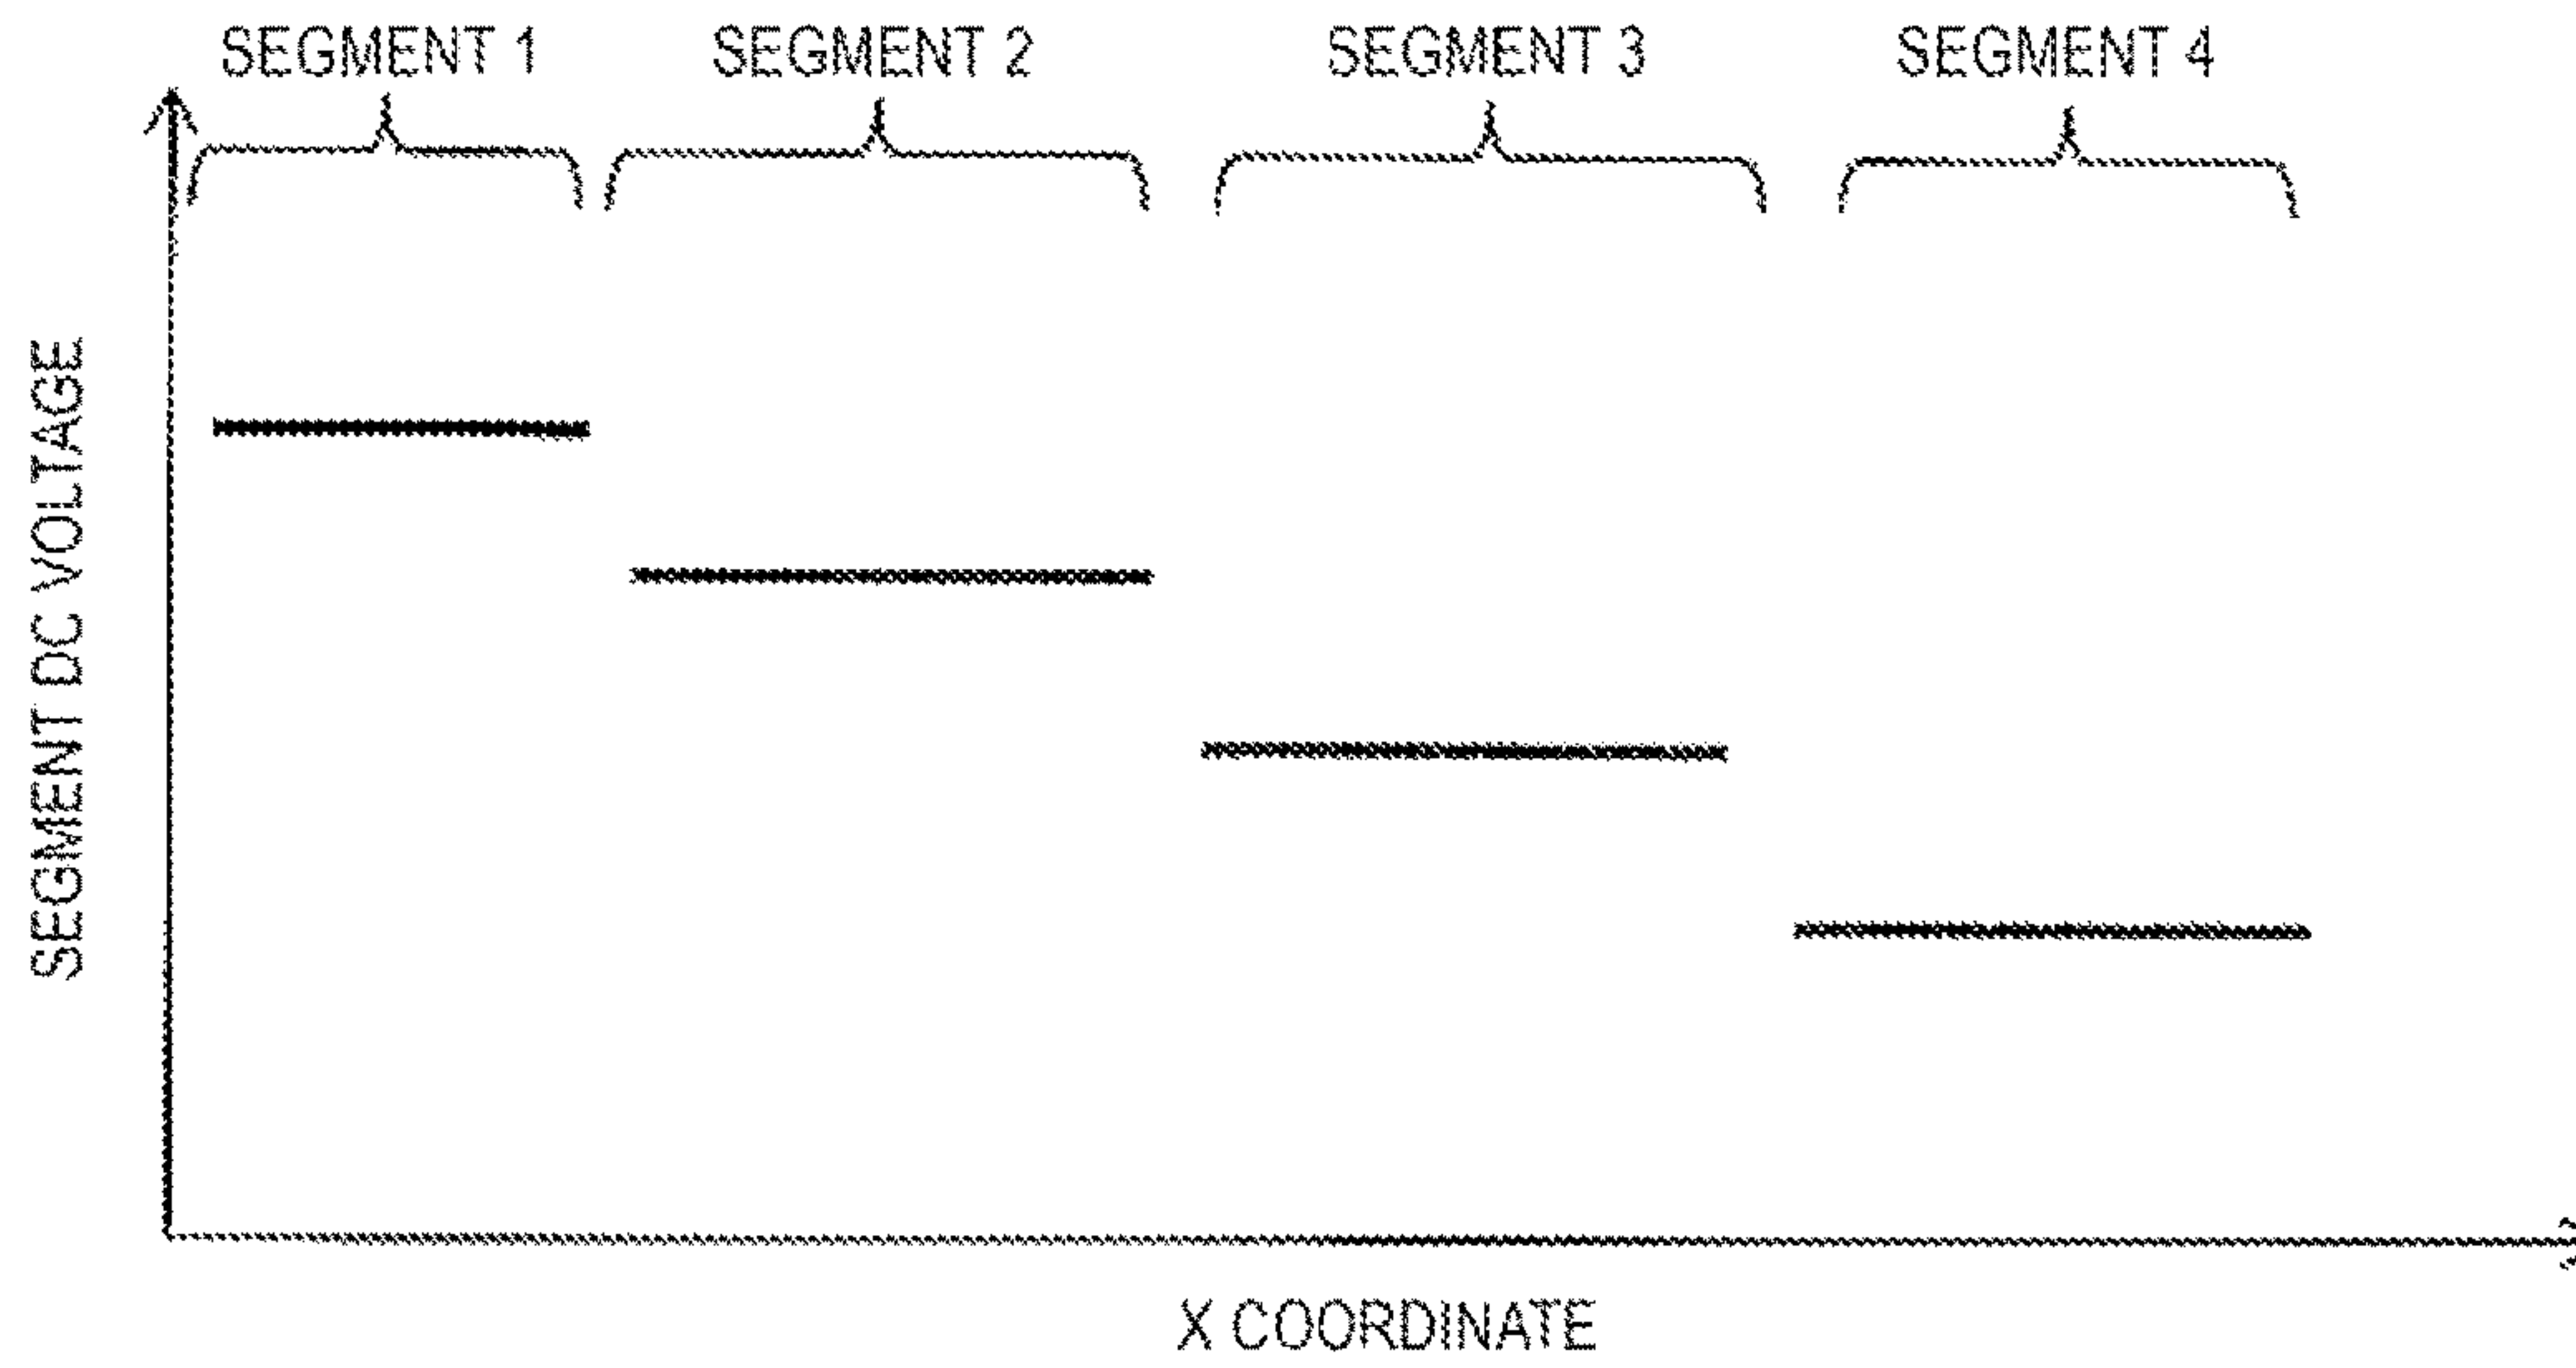 SEGMENT 1
SEGMENT 2
SEGMENT 3
SEGMENT 4
SEGMENT DC VOLTAGE
X COORDINATE